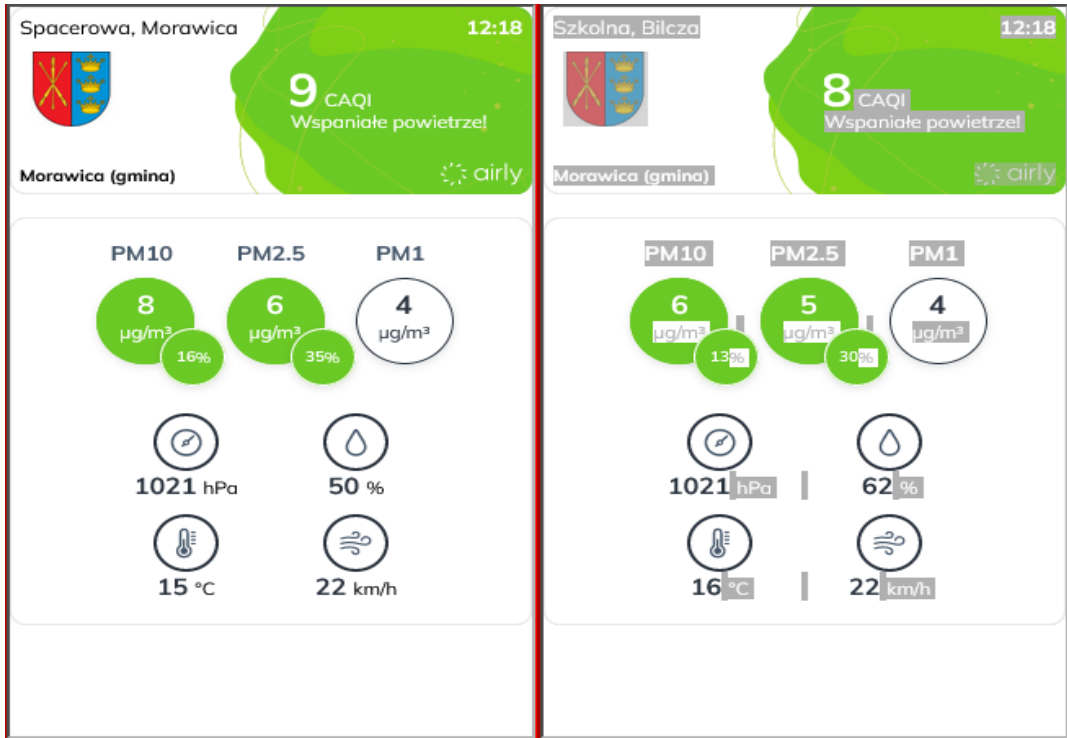 Spacerowa, Morawica
12:18
9 CAQI
Wspaniałe powietrze!
Morawica (gmina)
airly
PM10
PM2.5
PM1
8
µg/m³
16%
6
µg/m³
35%
4
µg/m³
1021 hPa
50 %
15 °C
22 km/h
Szkolna, Bilcza
12:18
8 CAQI
Wspaniałe powietrze!
Morawica (gmina)
airly
PM10
PM2.5
PM1
6
µg/m³
13%
5
µg/m³
30%
4
µg/m³
1021 hPa
62 %
16 °C
22 km/h